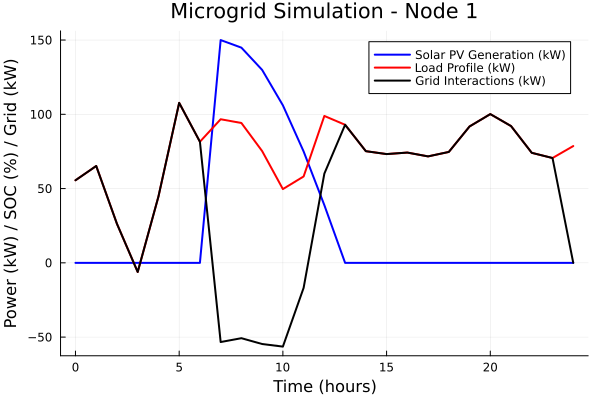 Microgrid Simulation - Node 1
Power (kW) / SOC (%) / Grid (kW)
150
100
50
0
−50
Solar PV Generation (kW)
Load Profile (kW)
Grid Interactions (kW)
0 5 10 15 20
Time (hours)